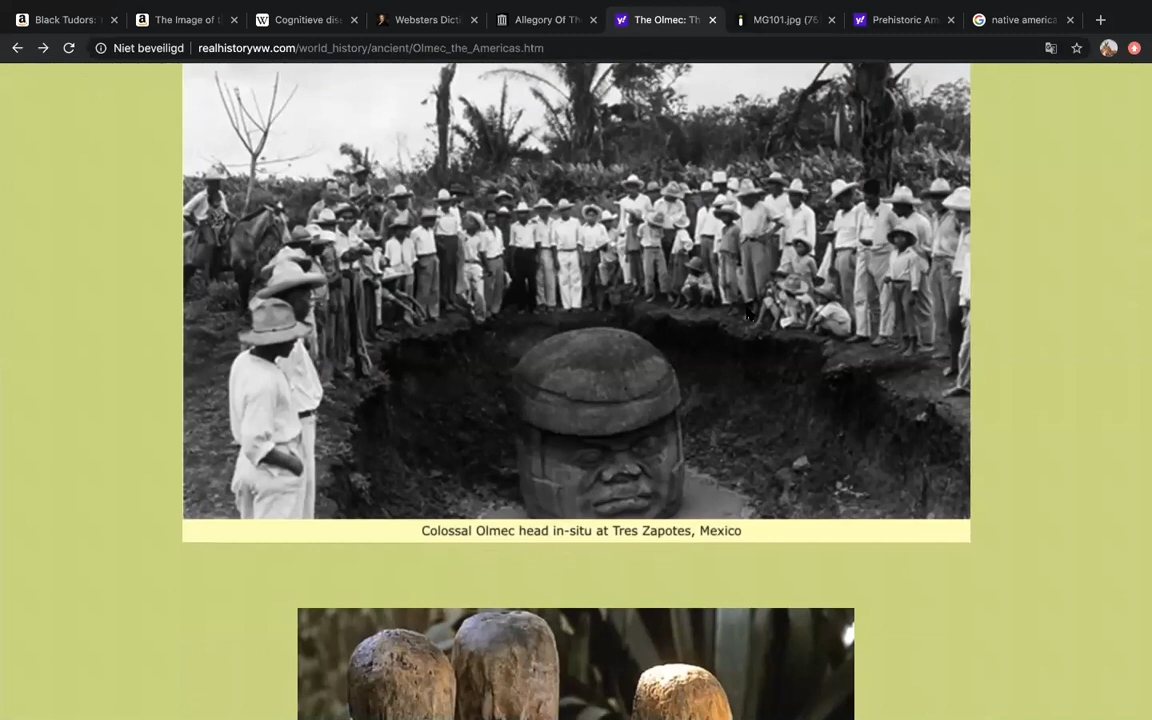 Black Tudors:
The Image of t
Cognitieve dis
Websters Dicti
Allegory Of Th
The Olmec: Th
MG101.jpg (76
Prehistoric Am
native america
Niet beveiligd
realhistoryww.com/world_history/ancient/Olmec_the_Americas.htm
Colossal Olmec head in-situ at Tres Zapotes, Mexico